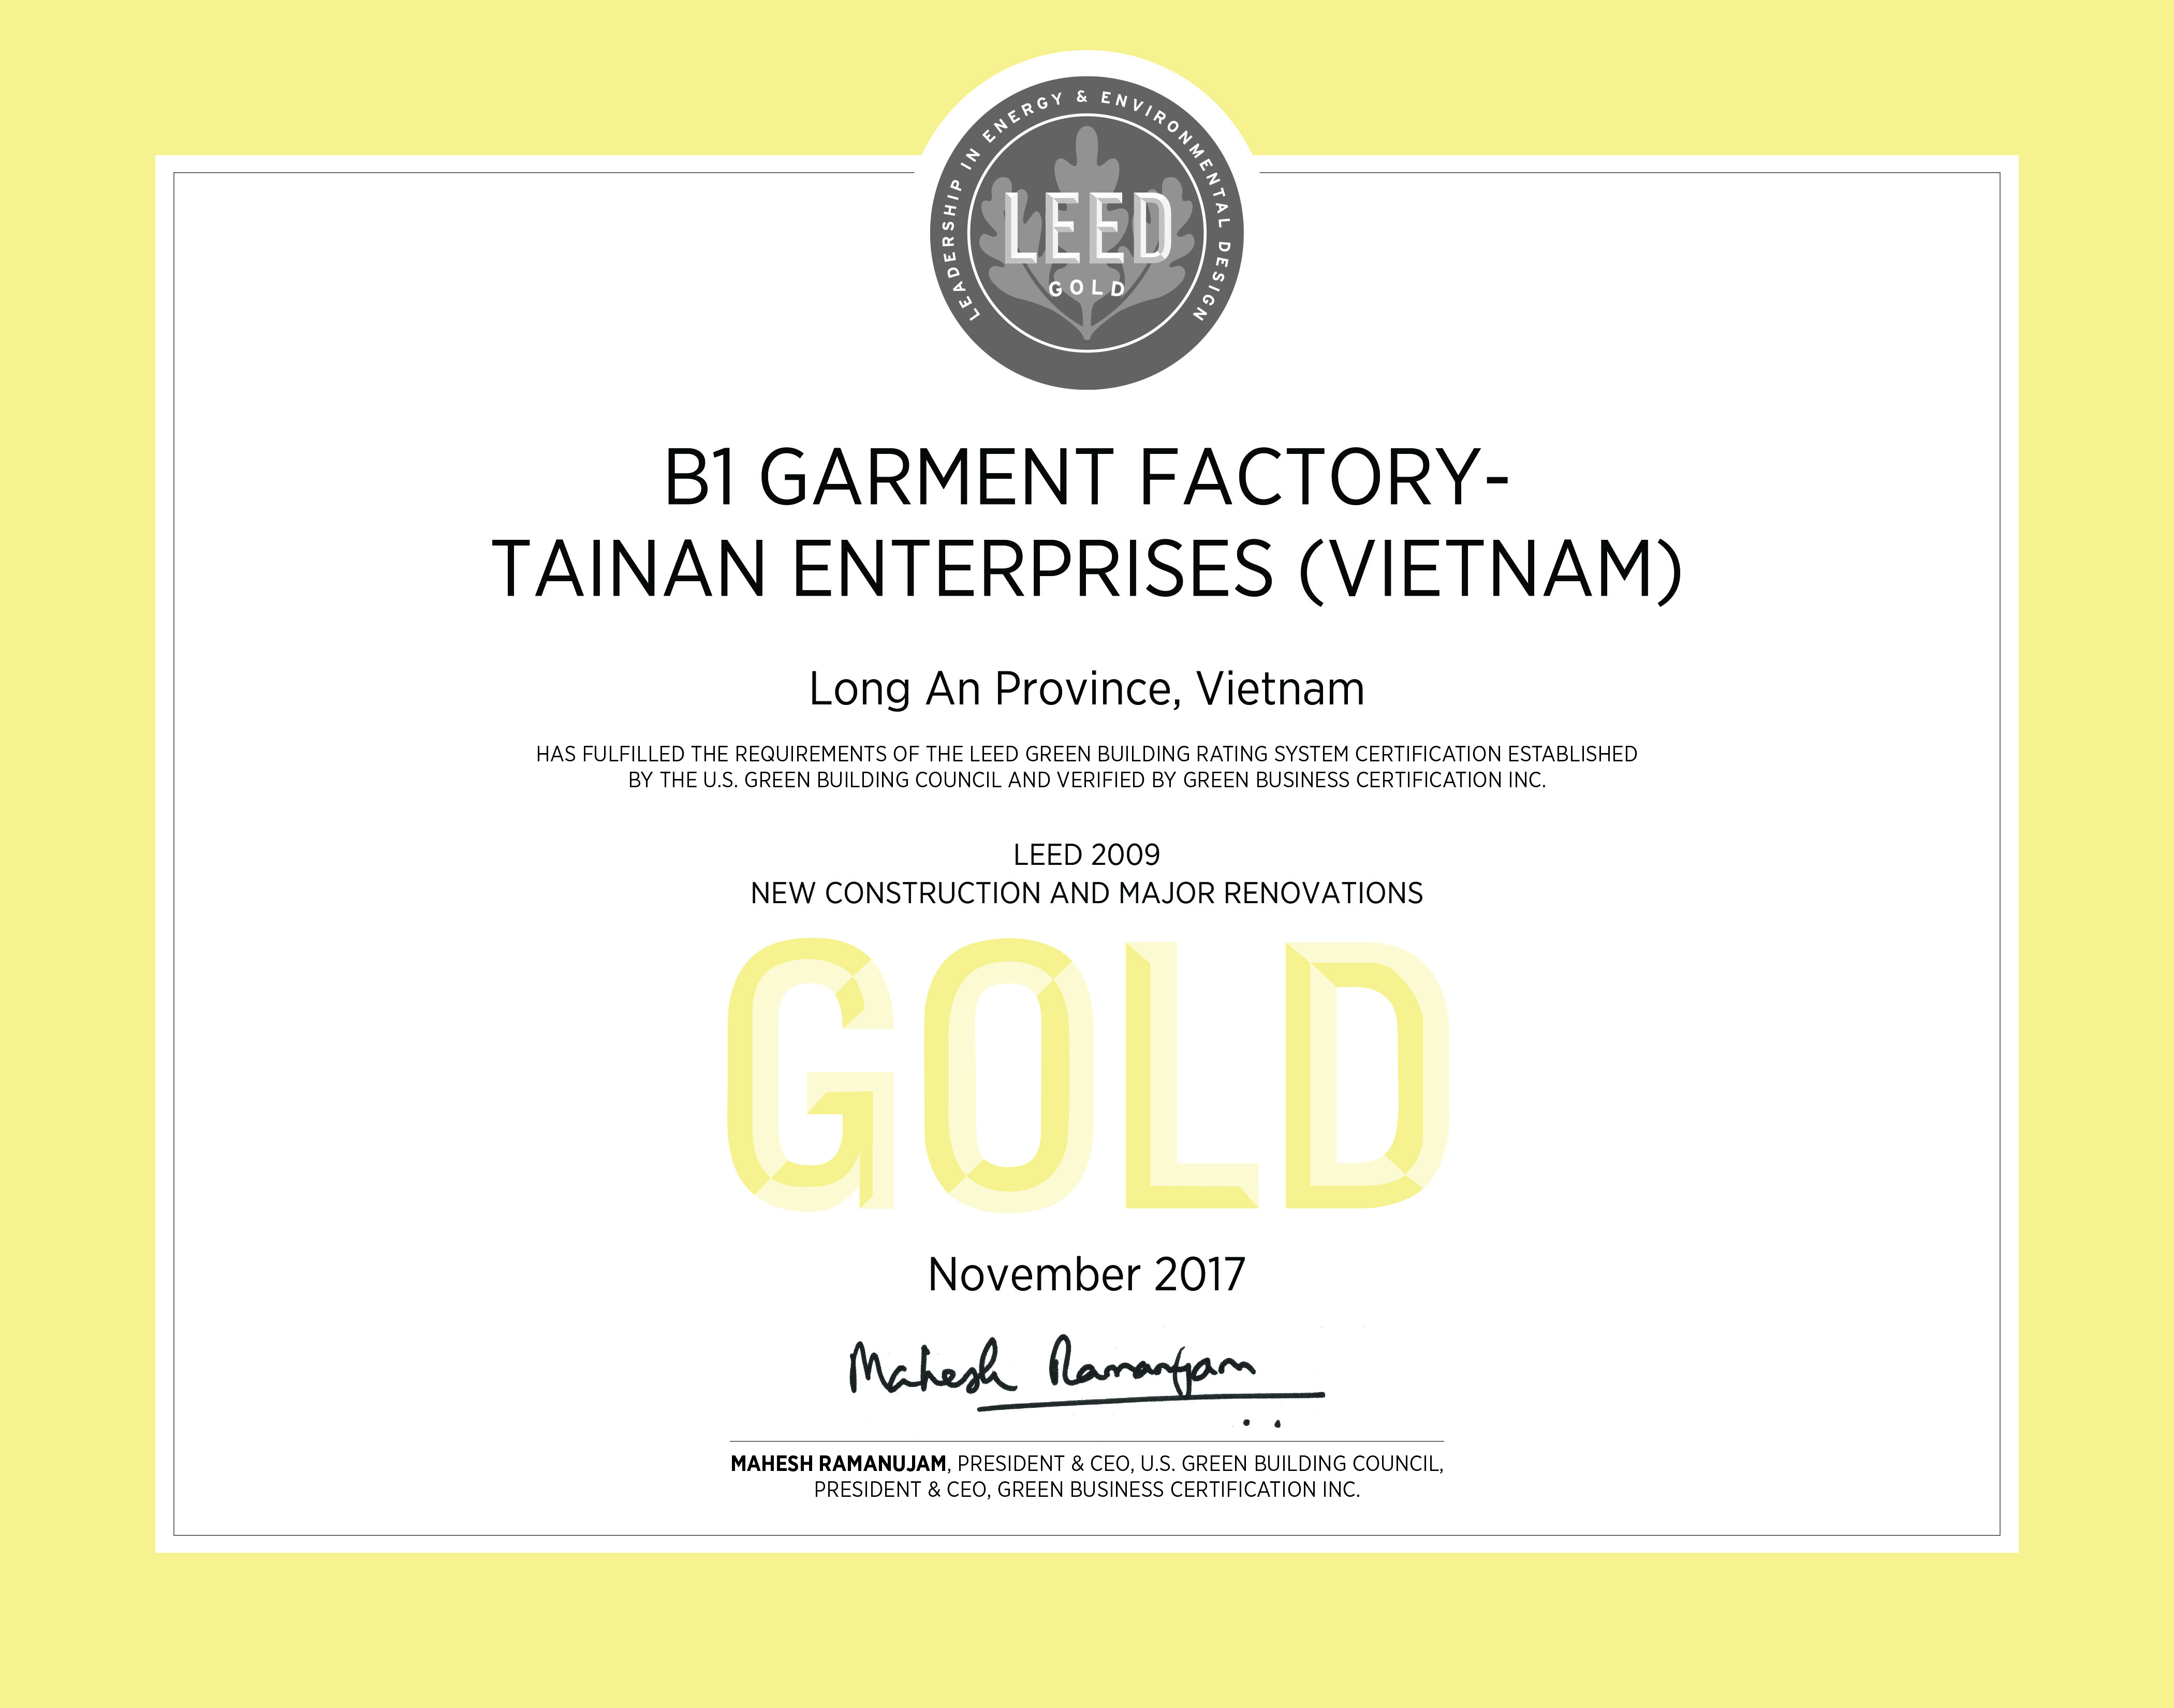 LEADERSHIP IN ENERGY & ENVIRONMENTAL DESIGN
LEED
GOLD
B1 GARMENT FACTORY-
TAINAN ENTERPRISES (VIETNAM)
Long An Province, Vietnam
HAS FULFILLED THE REQUIREMENTS OF THE LEED GREEN BUILDING RATING SYSTEM CERTIFICATION ESTABLISHED
BY THE U.S. GREEN BUILDING COUNCIL AND VERIFIED BY GREEN BUSINESS CERTIFICATION INC.
LEED 2009
NEW CONSTRUCTION AND MAJOR RENOVATIONS
GOLD
November 2017
Mahesh Ramanujam
MAHESH RAMANUJAM, PRESIDENT & CEO, U.S. GREEN BUILDING COUNCIL,
PRESIDENT & CEO, GREEN BUSINESS CERTIFICATION INC.